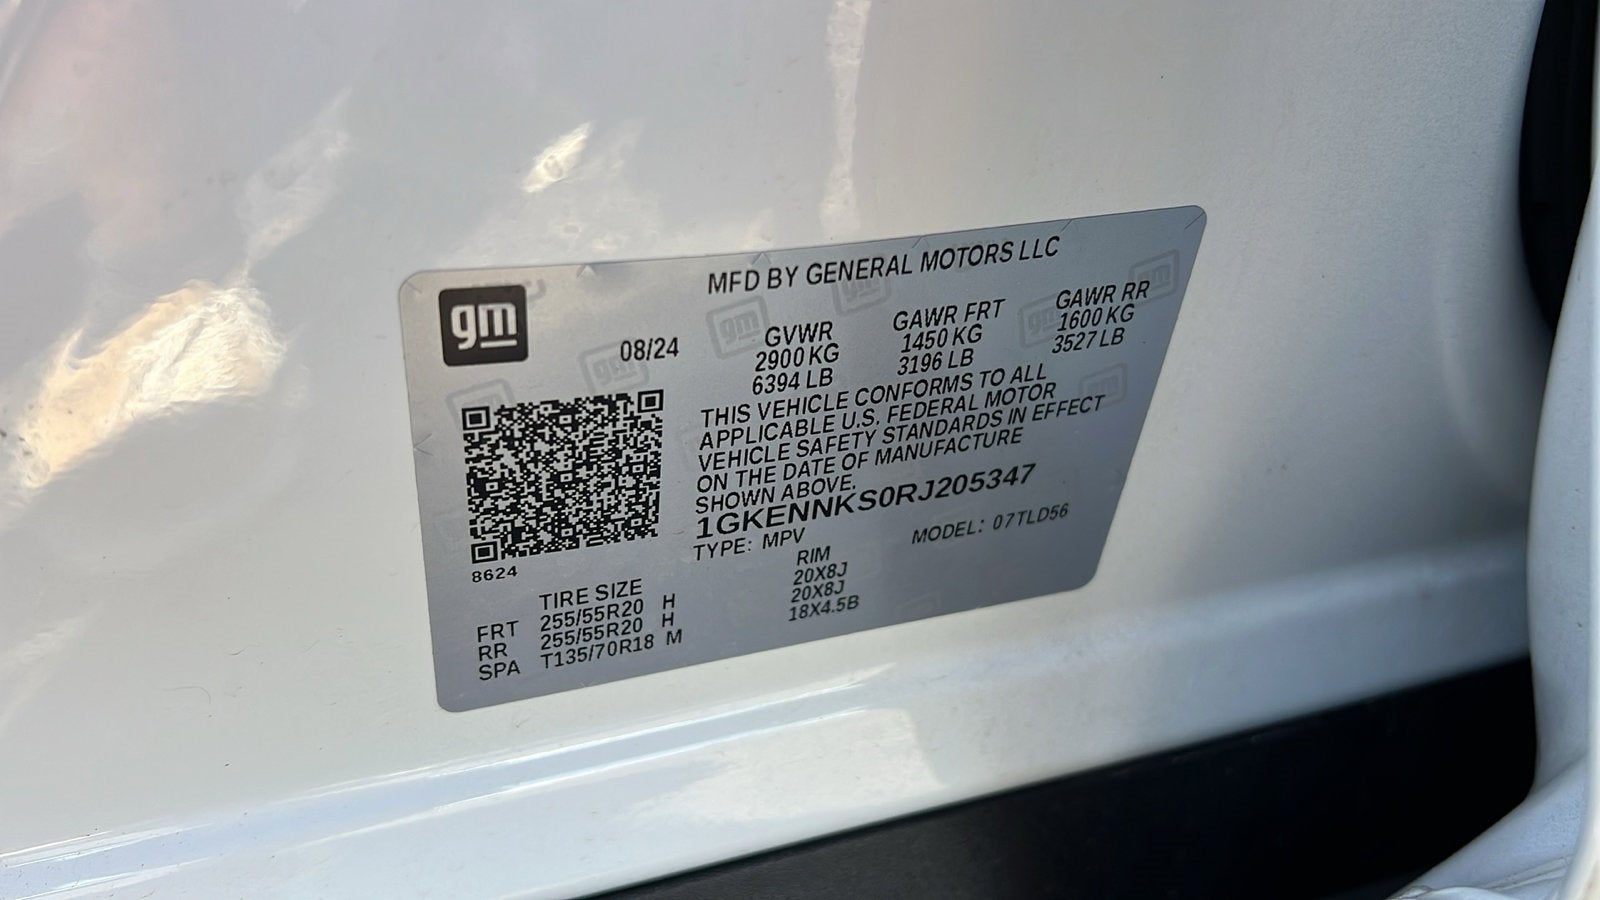 gm
MFD BY GENERAL MOTORS LLC
08/24
GVWR
2900 KG
6394 LB
GAWR FRT
1450 KG
3196 LB
GAWR RR
1600 KG
3527 LB
THIS VEHICLE CONFORMS TO ALL
APPLICABLE U.S. FEDERAL MOTOR
VEHICLE SAFETY STANDARDS IN EFFECT
ON THE DATE OF MANUFACTURE
SHOWN ABOVE.
1GKENNKS0RJ205347
TYPE: MPV MODEL: 07TLD56
8624
TIRE SIZE RIM
FRT 255/55R20 H 20X8J
RR 255/55R20 H 20X8J
SPA T135/70R18 M 18X4.5B